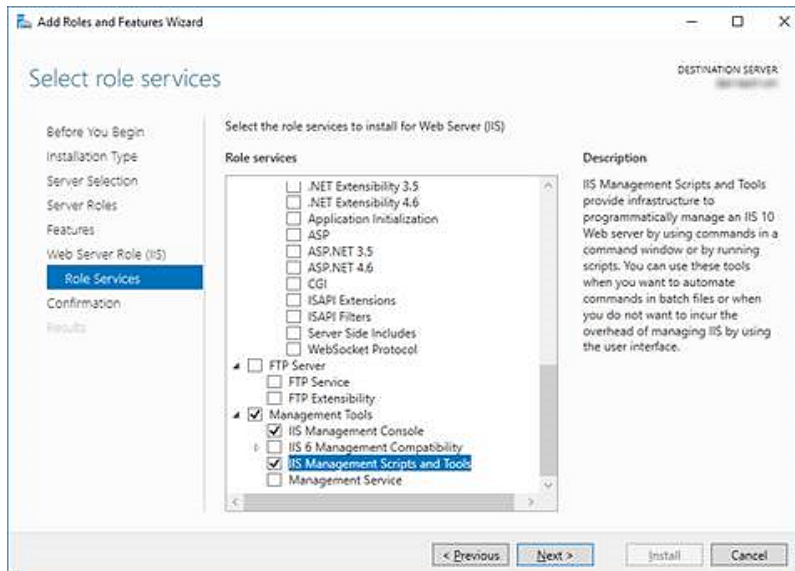 Add Roles and Features Wizard
Select role services
DESTINATION SERVER
Before You Begin
Installation Type
Server Selection
Server Roles
Features
Web Server Role (IIS)
Role Services
Confirmation
Results
Select the role services to install for Web Server (IIS)
Role services
.NET Extensibility 3.5
.NET Extensibility 4.6
Application Initialization
ASP
ASP.NET 3.5
ASP.NET 4.6
CGI
ISAPI Extensions
ISAPI Filters
Server Side Includes
WebSocket Protocol
FTP Server
FTP Service
FTP Extensibility
Management Tools
IIS Management Console
IIS 6 Management Compatibility
IIS Management Scripts and Tools
Management Service
Description
IIS Management Scripts and Tools
provide infrastructure to
programmatically manage an IIS 10
Web server by using commands in a
command window or by running
scripts. You can use these tools
when you want to automate
commands in batch files or when
you do not want to incur the
overhead of managing IIS by using
the user interface.
< Previous
Next >
Install
Cancel